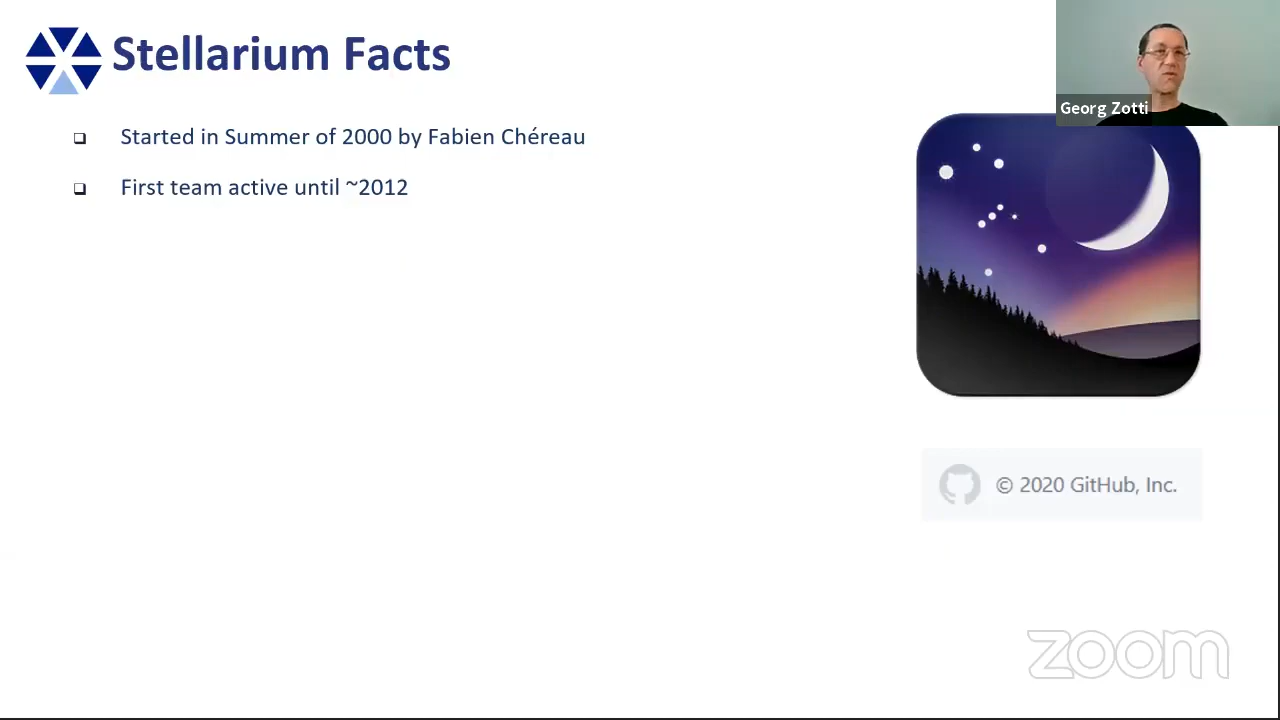 Stellarium Facts
Georg Zotti
Started in Summer of 2000 by Fabien Chéreau
First team active until ~2012
© 2020 GitHub, Inc.
zoom